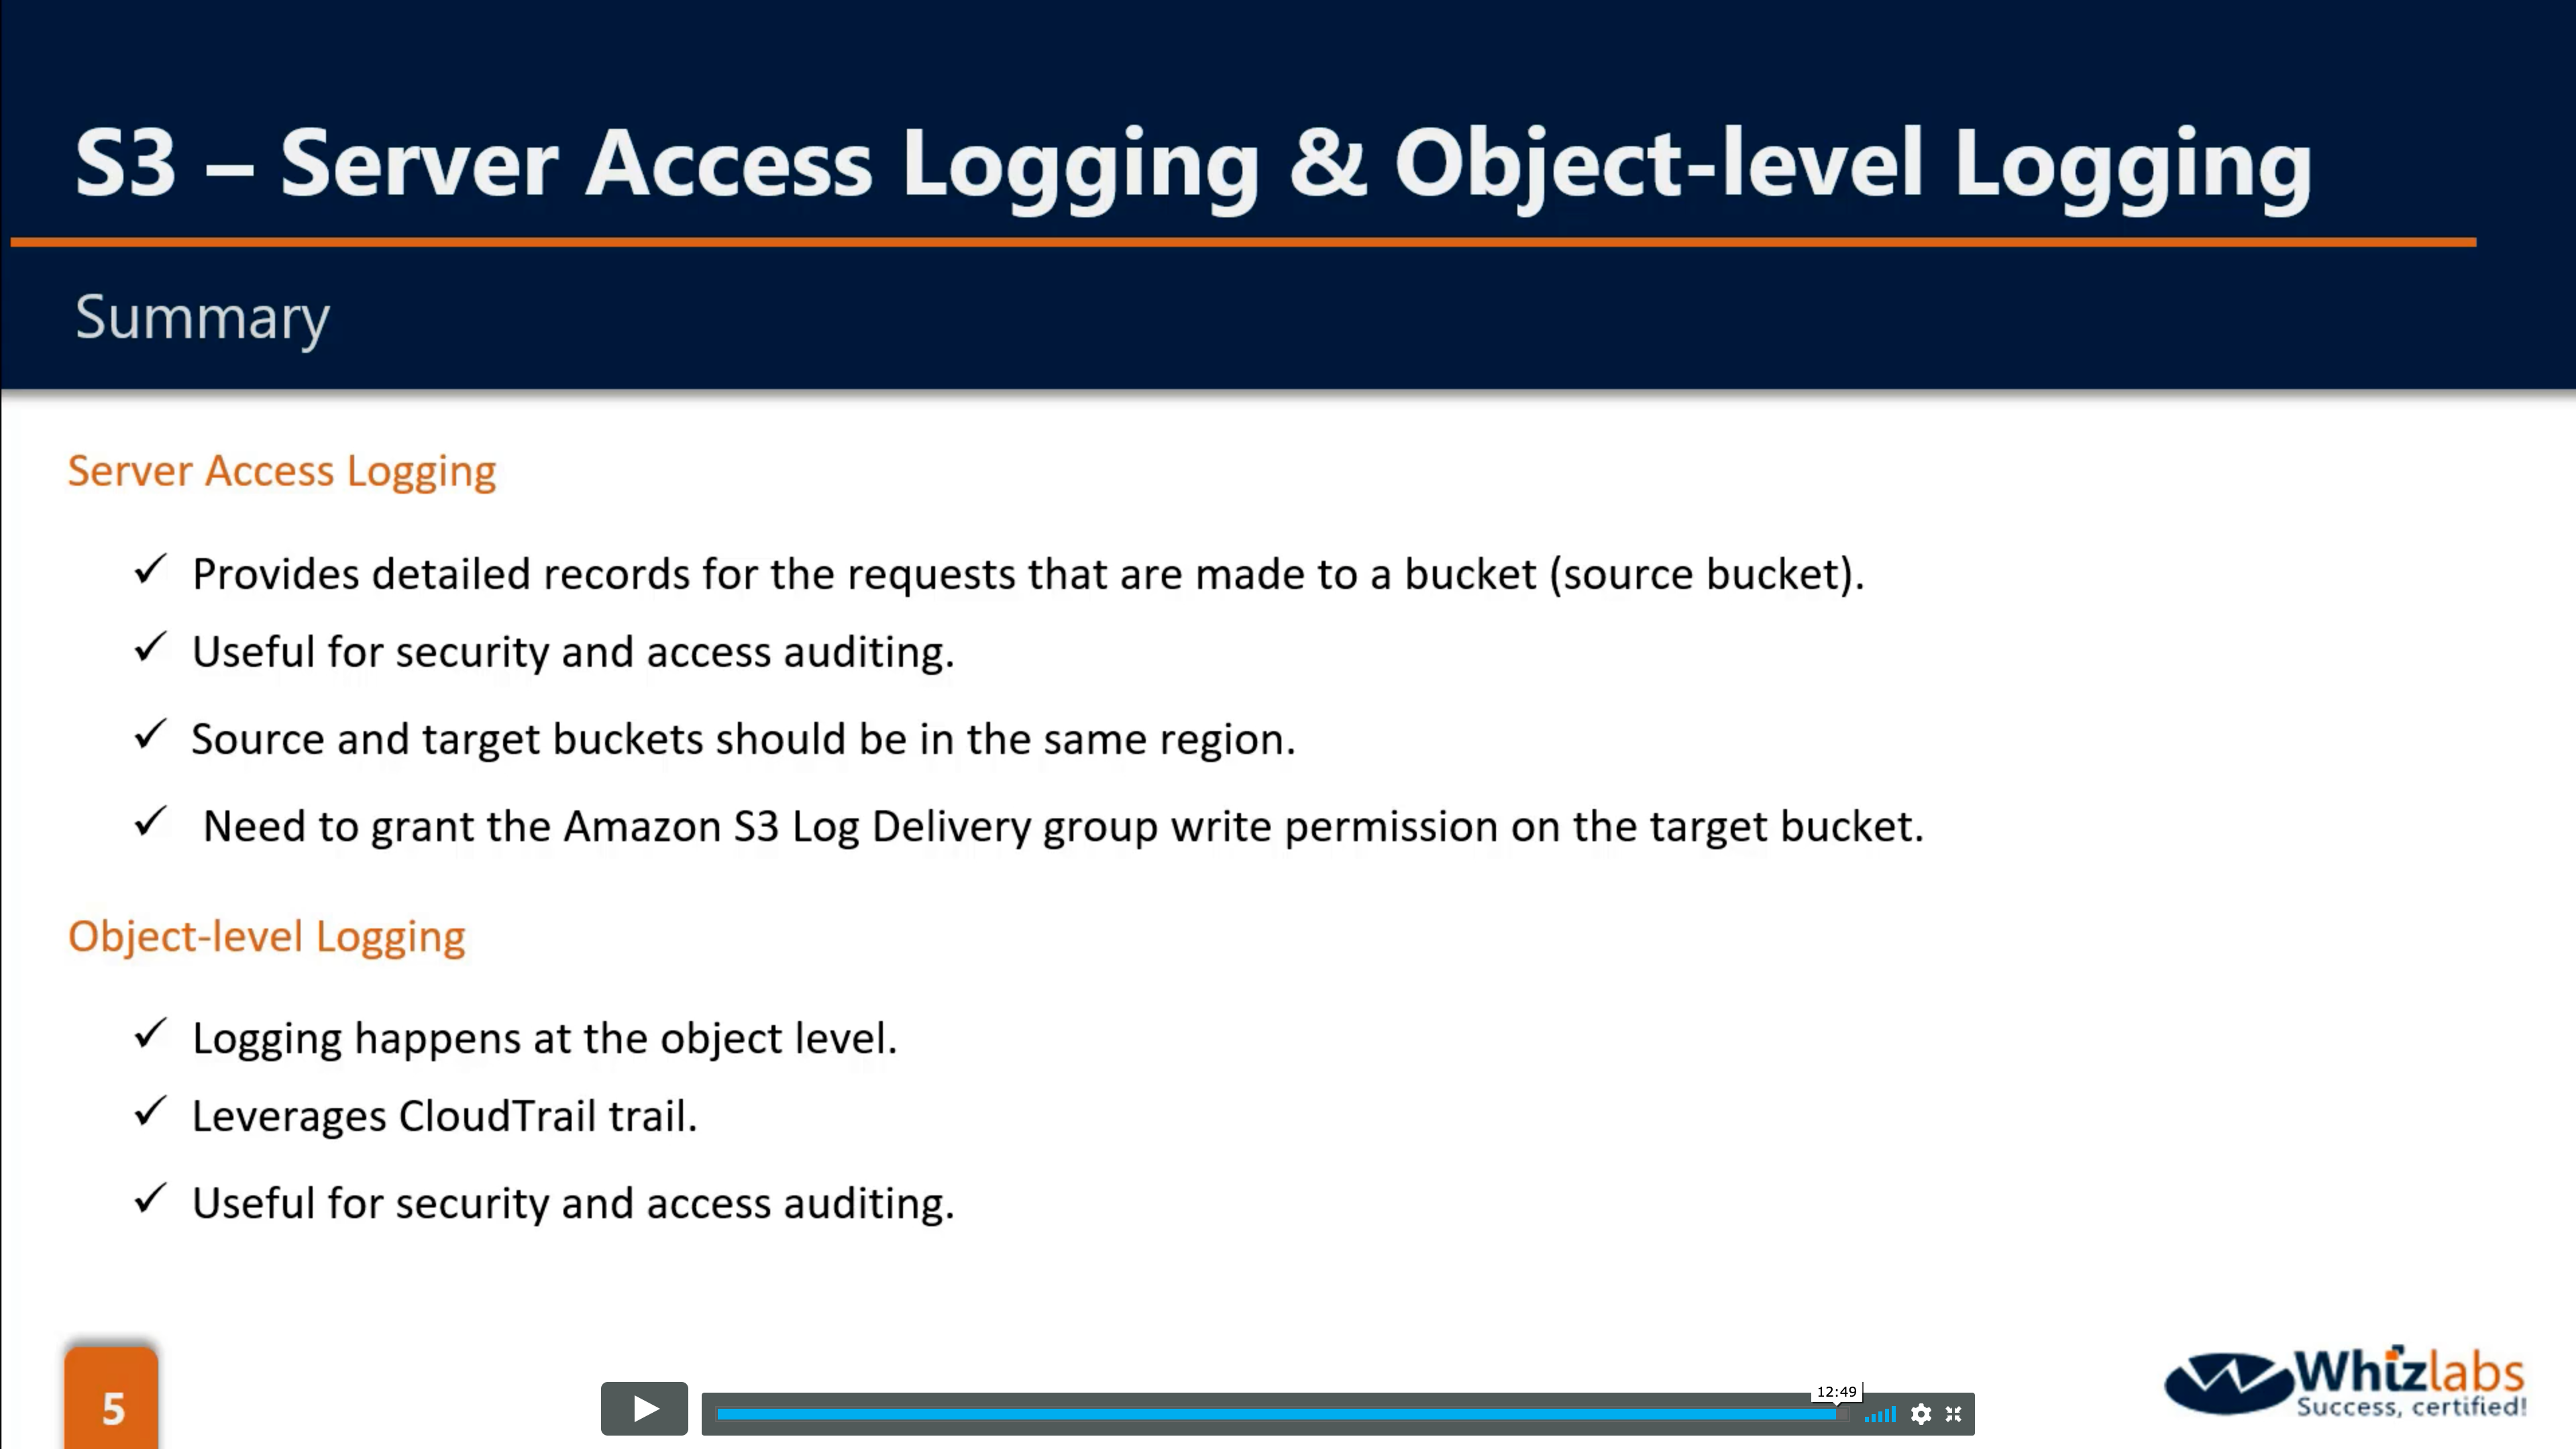 S3 – Server Access Logging & Object-level Logging
Summary
Server Access Logging
✓ Provides detailed records for the requests that are made to a bucket (source bucket).
✓ Useful for security and access auditing.
✓ Source and target buckets should be in the same region.
✓ Need to grant the Amazon S3 Log Delivery group write permission on the target bucket.
Object-level Logging
✓ Logging happens at the object level.
✓ Leverages CloudTrail trail.
✓ Useful for security and access auditing.
5
12:49
Whizlabs
Success, certified!